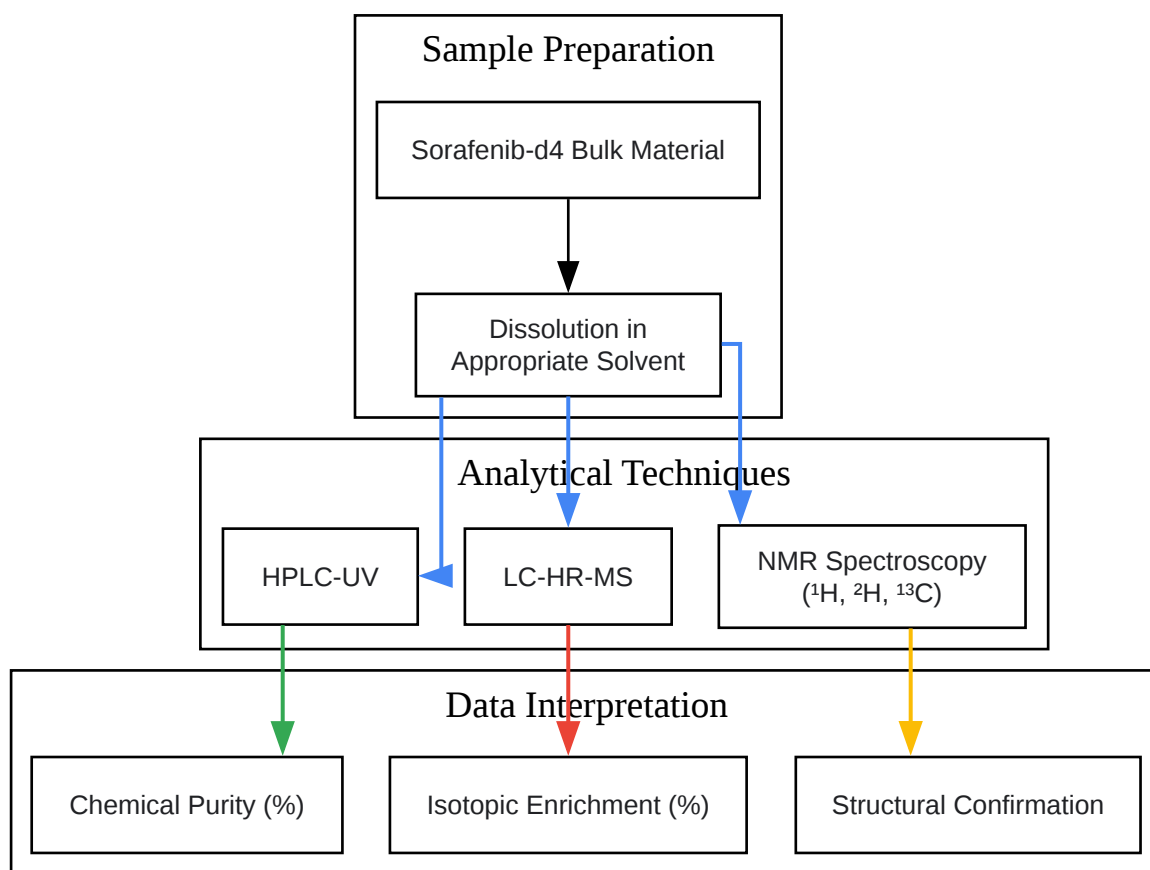 Sample Preparation
Sorafenib-d4 Bulk Material
Dissolution in
Appropriate Solvent
Analytical Techniques
HPLC-UV
LC-HR-MS
NMR Spectroscopy
(¹H, ²H, ¹³C)
Data Interpretation
Chemical Purity (%)
Isotopic Enrichment (%)
Structural Confirmation